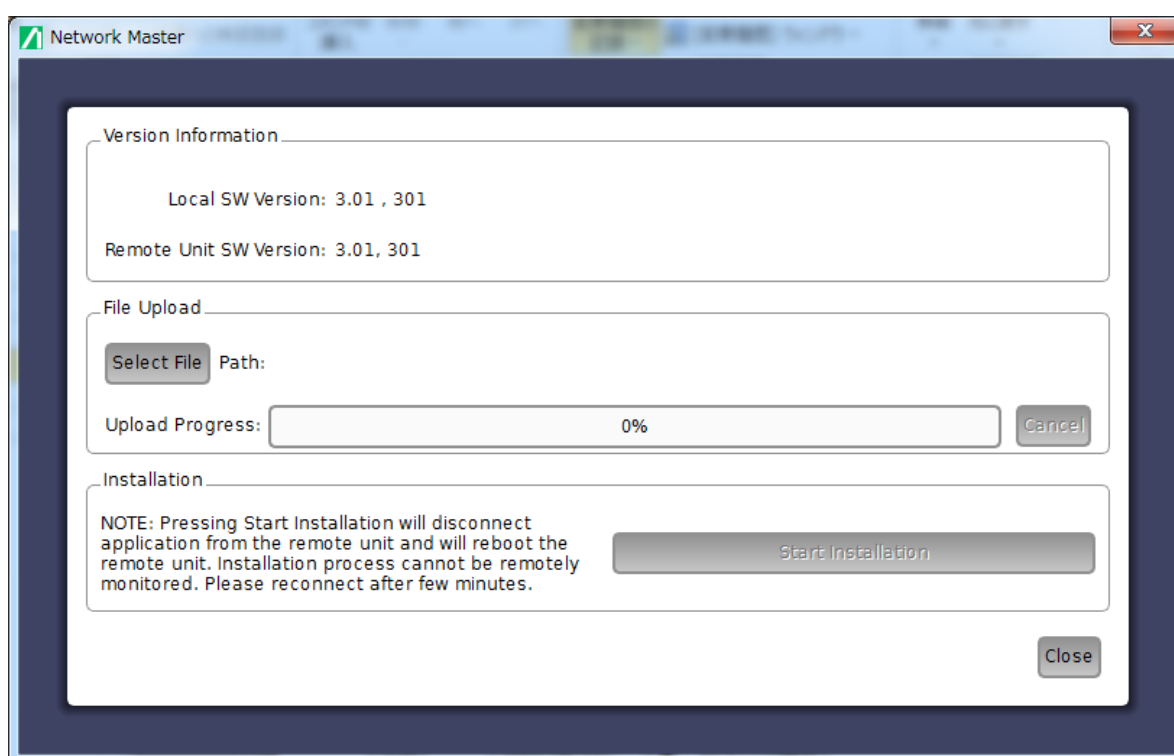 Network Master
x
Version Information
Local SW Version: 3.01 , 301
Remote Unit SW Version: 3.01, 301
File Upload
Select File Path:
Upload Progress: 0% Cancel
Installation
NOTE: Pressing Start Installation will disconnect
application from the remote unit and will reboot the
remote unit. Installation process cannot be remotely
monitored. Please reconnect after few minutes.
Start Installation
Close